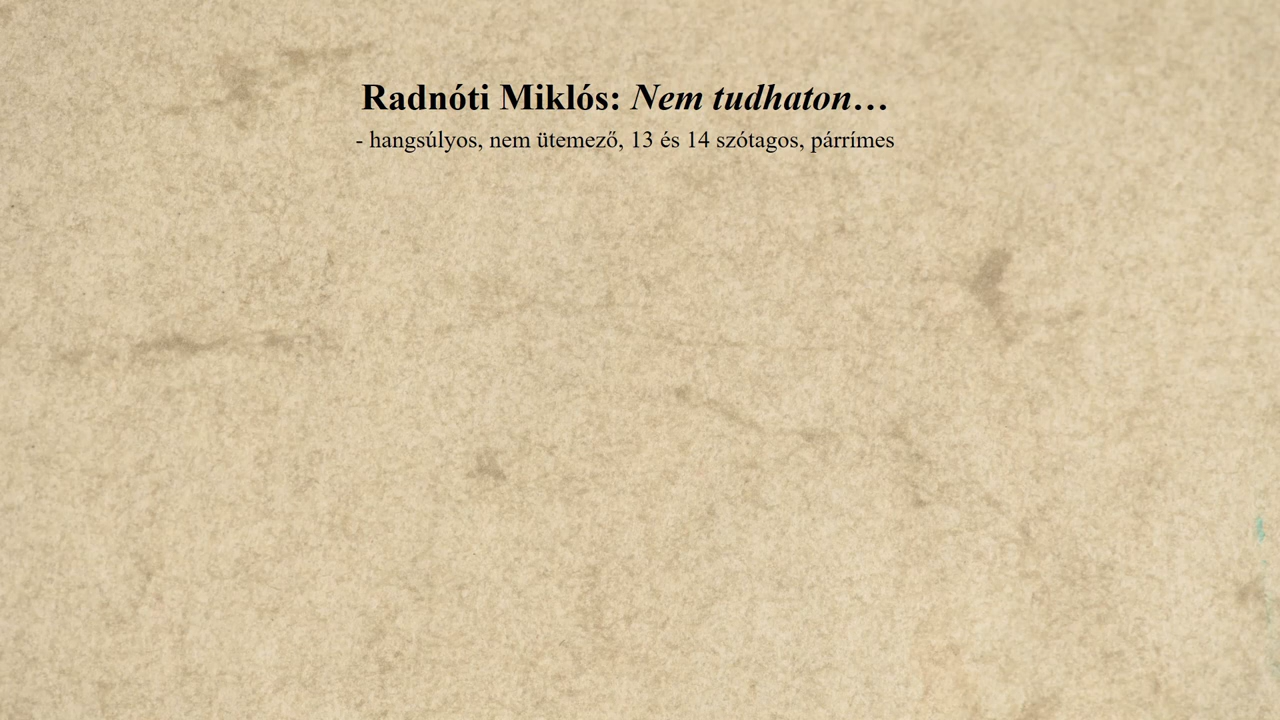 Radnóti Miklós: Nem tudhaton…
- hangsúlyos, nem ütemező, 13 és 14 szótagos, párrímes